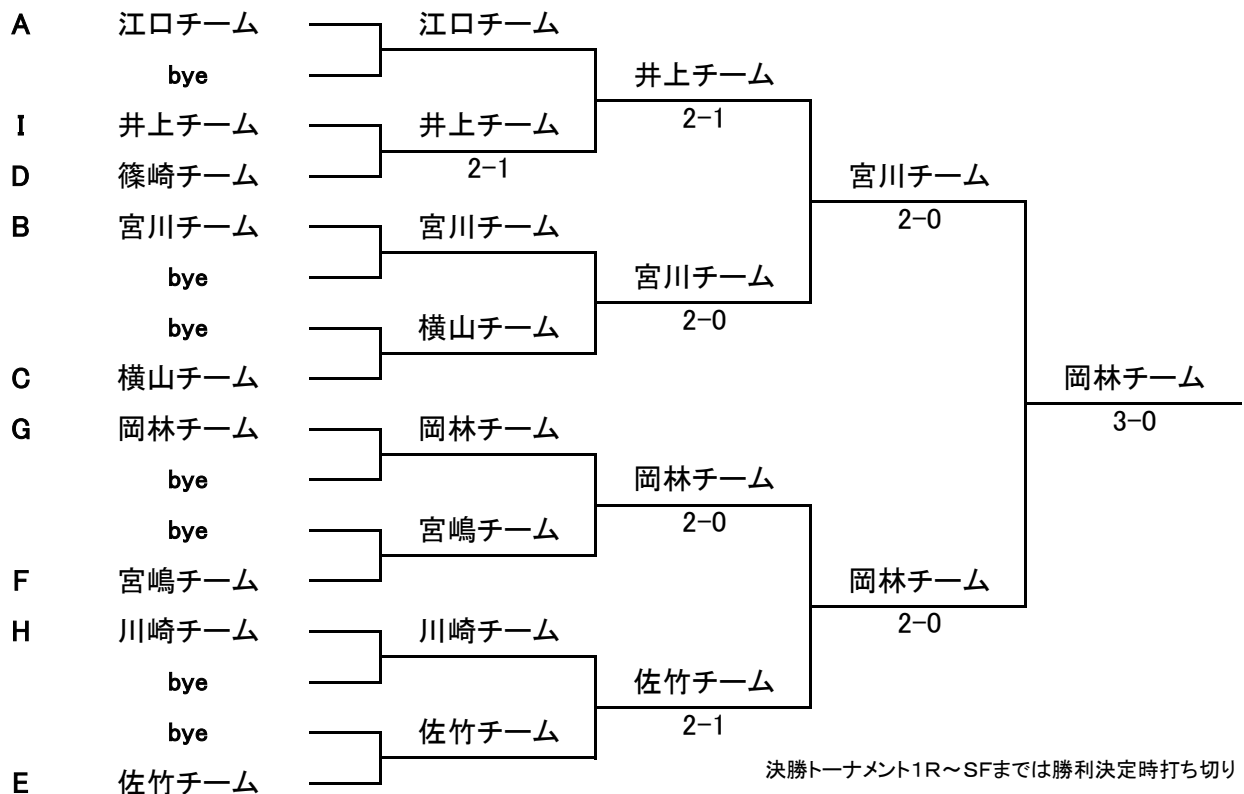 A 江口チーム 江口チーム
bye 井上チーム
2-1
I 井上チーム 井上チーム
D 篠崎チーム 2-1 宮川チーム
2-0
B 宮川チーム 宮川チーム
bye 宮川チーム
2-0
bye 横山チーム
C 横山チーム 岡林チーム
3-0
G 岡林チーム 岡林チーム
bye 岡林チーム
2-0
bye 宮嶋チーム
F 宮嶋チーム 岡林チーム
2-0
H 川崎チーム 川崎チーム
bye 佐竹チーム
2-1
bye 佐竹チーム
E 佐竹チーム
決勝トーナメント1R～SFまでは勝利決定時打ち切り